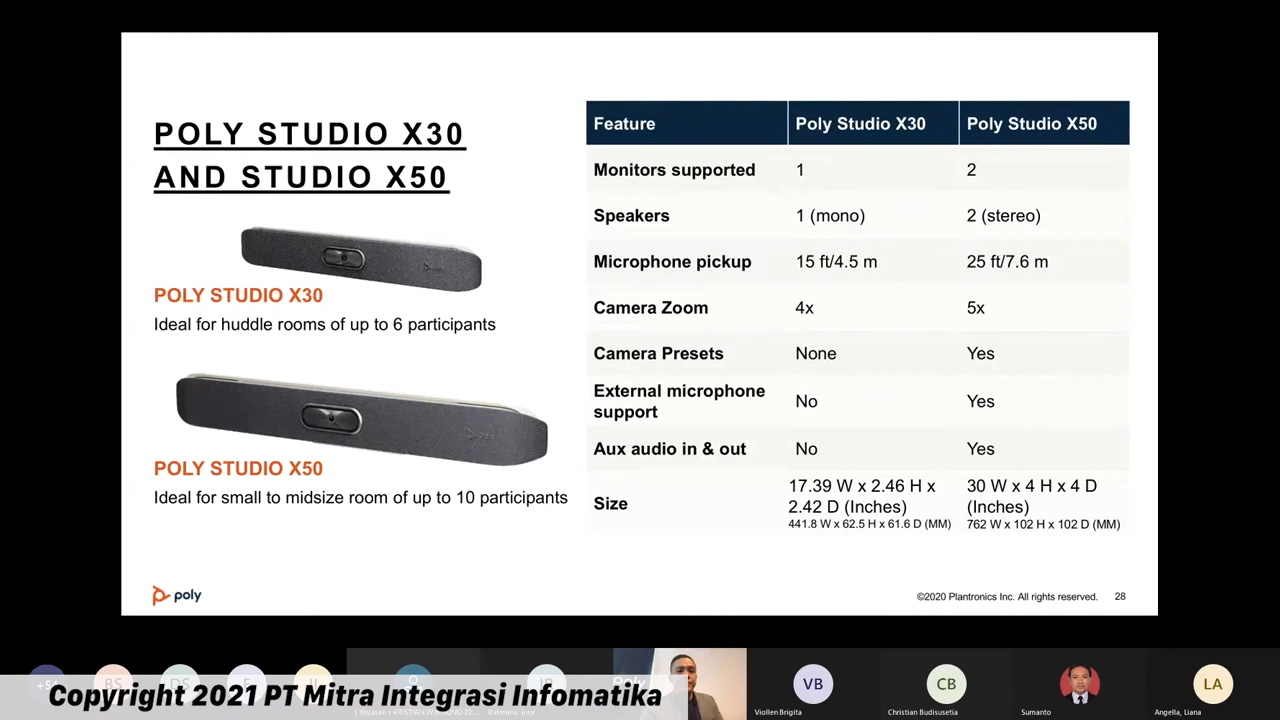 POLY STUDIO X30
AND STUDIO X50
POLY STUDIO X30
Ideal for huddle rooms of up to 6 participants
poly
POLY STUDIO X50
Ideal for small to midsize room of up to 10 participants
Feature Poly Studio X30 Poly Studio X50
Monitors supported 1 2
Speakers 1 (mono) 2 (stereo)
Microphone pickup 15 ft/4.5 m 25 ft/7.6 m
Camera Zoom 4x 5x
Camera Presets None Yes
External microphone support No Yes
Aux audio in & out No Yes
Size 17.39 W x 2.46 H x 2.42 D (Inches) 30 W x 4 H x 4 D (Inches)
441.8 W x 62.5 H x 61.6 D (MM) 762 W x 102 H x 102 D (MM)
poly
©2020 Plantronics Inc. All rights reserved. 28
VB CB LA
Copyright 2021 PT Mitra Integrasi Infomatika
Viollen Brigita Christian Budisusetia Sumanto Angella, Liana